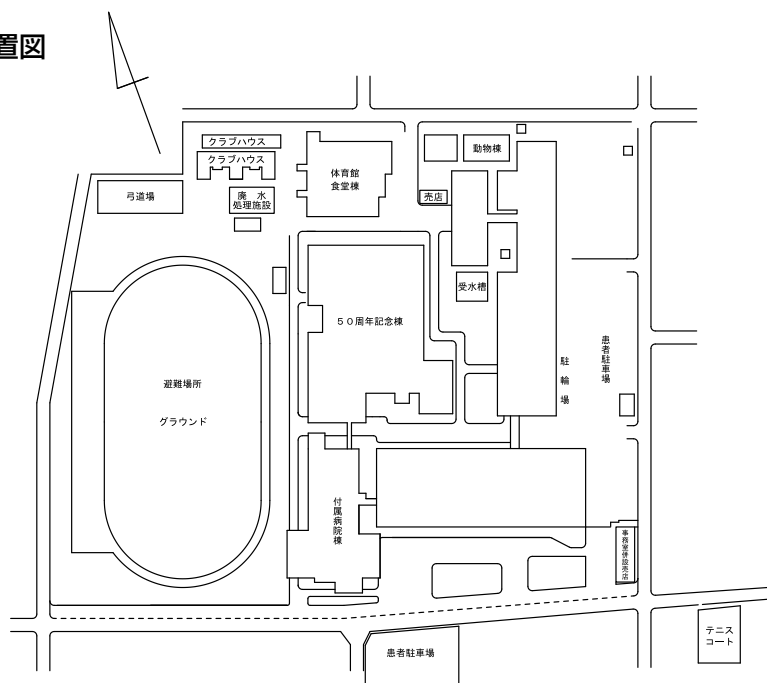 置図
クラブハウス
クラブハウス
動物棟
体育館
食堂棟
弓道場
廃 水
処理施設
売店
受水槽
50周年記念棟
駐輪場
患者駐車場
避難場所
グラウンド
付属病院棟
事務室併設売店
テニス
コート
患者駐車場